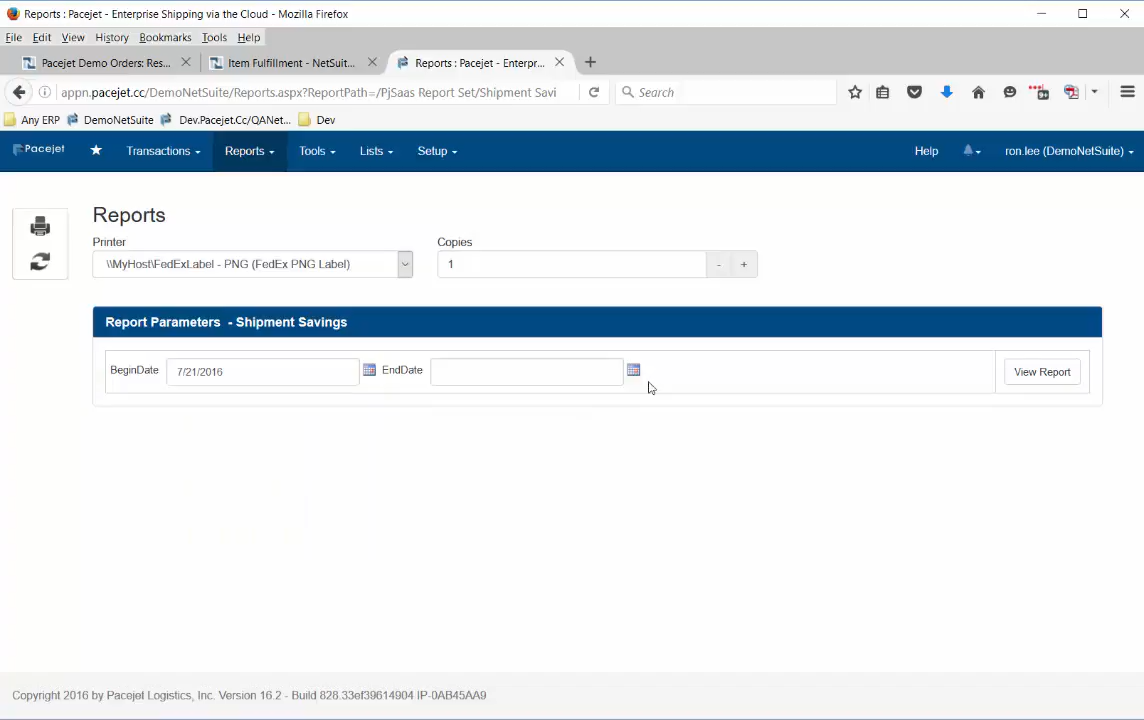 Reports : Pacejet - Enterprise Shipping via the Cloud - Mozilla Firefox
File Edit View History Bookmarks Tools Help
Pacejet Demo Orders: Res... Item Fulfillment - NetSuit... Reports : Pacejet - Enterpr...
appn.pacejet.cc/DemoNetSuite/Reports.aspx?ReportPath=/PjSaas Report Set/Shipment Savi Search
Any ERP DemoNetSuite Dev.Pacejet.Cc/QANet... Dev
Pacejet Transactions Reports Tools Lists Setup Help ron.lee (DemoNetSuite)
Reports
Printer Copies
\\MyHost\FedExLabel - PNG (FedEx PNG Label) 1 - +
Report Parameters - Shipment Savings
BeginDate 7/21/2016 EndDate View Report
Copyright 2016 by Pacejet Logistics, Inc. Version 16.2 - Build 828.33ef39614904 IP-0AB45AA9